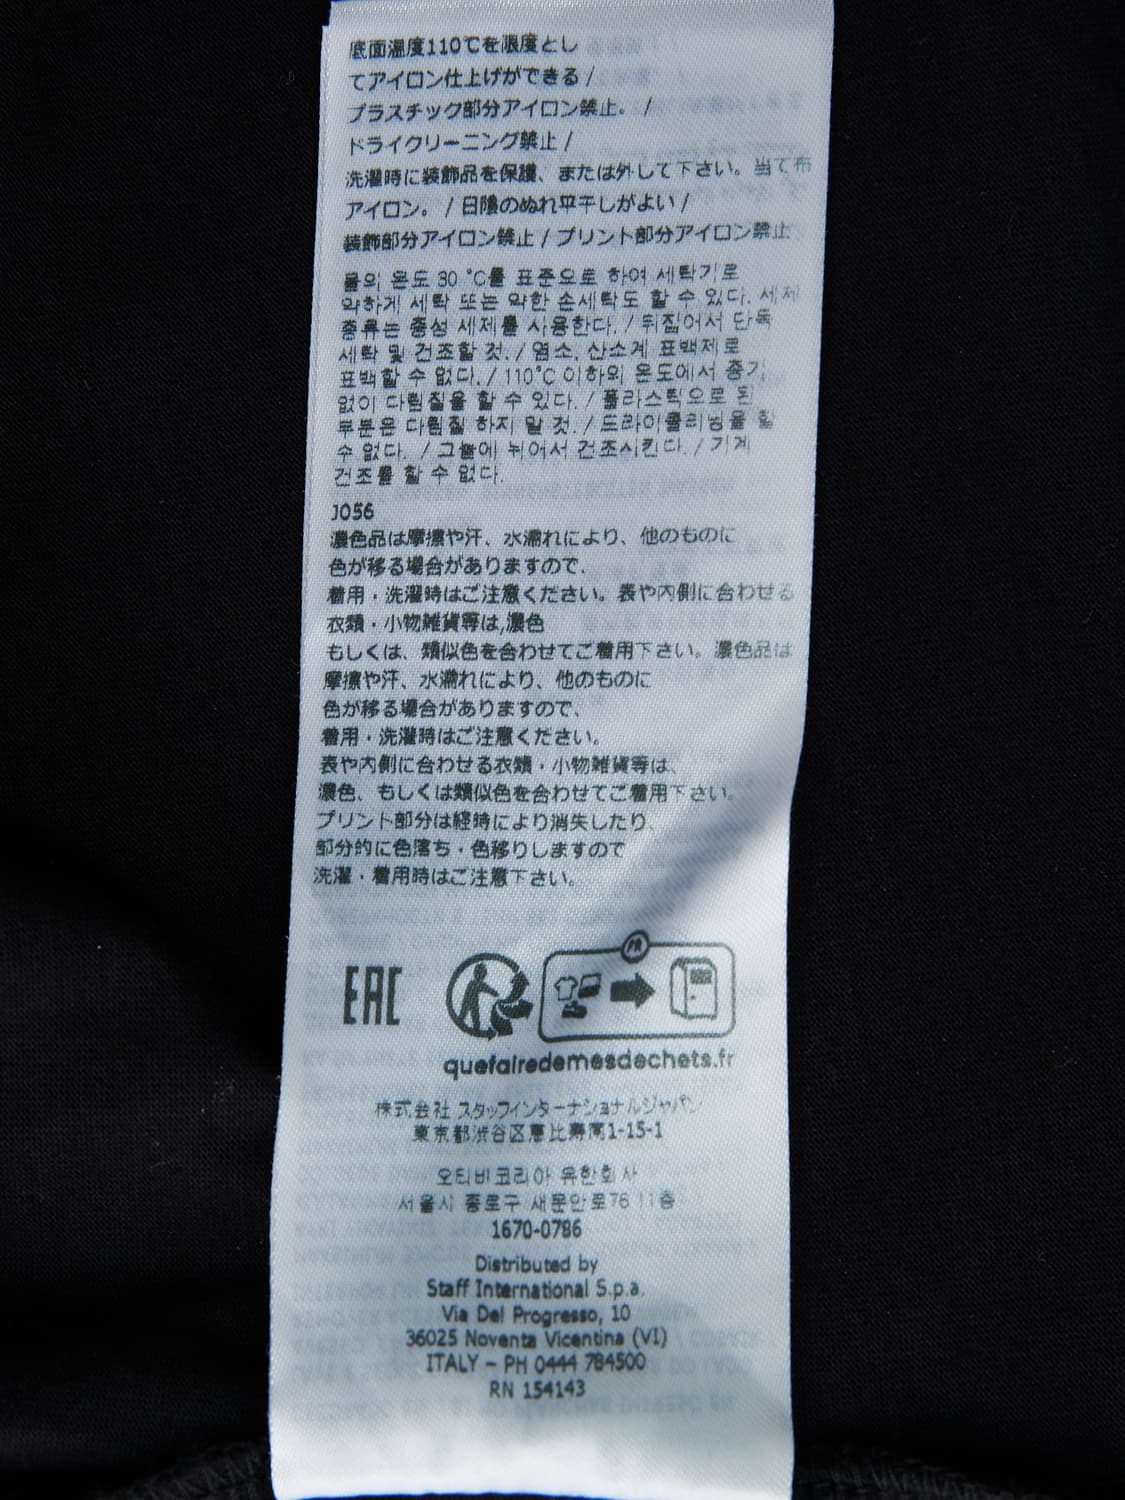 底面温度110℃を限度とし
てアイロン仕上げができる /
プラスチック部分アイロン禁止。 /
ドライクリーニング禁止 /
洗濯時に装飾品を保護、または外して下さい。当て布
アイロン。 / 日陰のぬれ平干しがよい /
装飾部分アイロン禁止 / プリント部分アイロン禁止
물의 온도 30 °C를 표준으로 하여 세탁기로
약하게 세탁 또는 약한 손세탁도 할 수 있다. 세제
종류는 중성 세제를 사용한다. / 뒤집어서 단독
세탁 및 건조할 것. / 염소, 산소계 표백제로
표백할 수 없다. / 110°C 이하의 온도에서 증기
없이 다림질을 할 수 있다. / 플라스틱으로 된
부분은 다림질 하지 말 것. / 드라이클리닝을 할
수 없다. / 그늘에 뉘어서 건조시킨다. / 기계
건조를 할 수 없다.
J056
濃色品は摩擦や汗、水濡れにより、他のものに
色が移る場合がありますので、
着用・洗濯時はご注意ください。表や内側に合わせる
衣類・小物雑貨等は,濃色
もしくは、類似色を合わせてご着用下さい。濃色品は
摩擦や汗、水濡れにより、他のものに
色が移る場合がありますので、
着用・洗濯時はご注意ください。
表や内側に合わせる衣類・小物雑貨等は、
濃色、もしくは類似色を合わせてご着用下さい。
プリント部分は経時により消失したり、
部分的に色落ち・色移りしますので
洗濯・着用時はご注意下さい。
EAC
FR
quefairedemesdechets.fr
株式会社 スタッフインターナショナルジャパン
東京都渋谷区恵比寿南1-15-1
오티비코리아 유한회사
서울시 종로구 새문안로76 11층
1670-0786
Distributed by
Staff International S.p.a.
Via Del Progresso, 10
36025 Noventa Vicentina (VI)
ITALY - PH 0444 784500
RN 154143